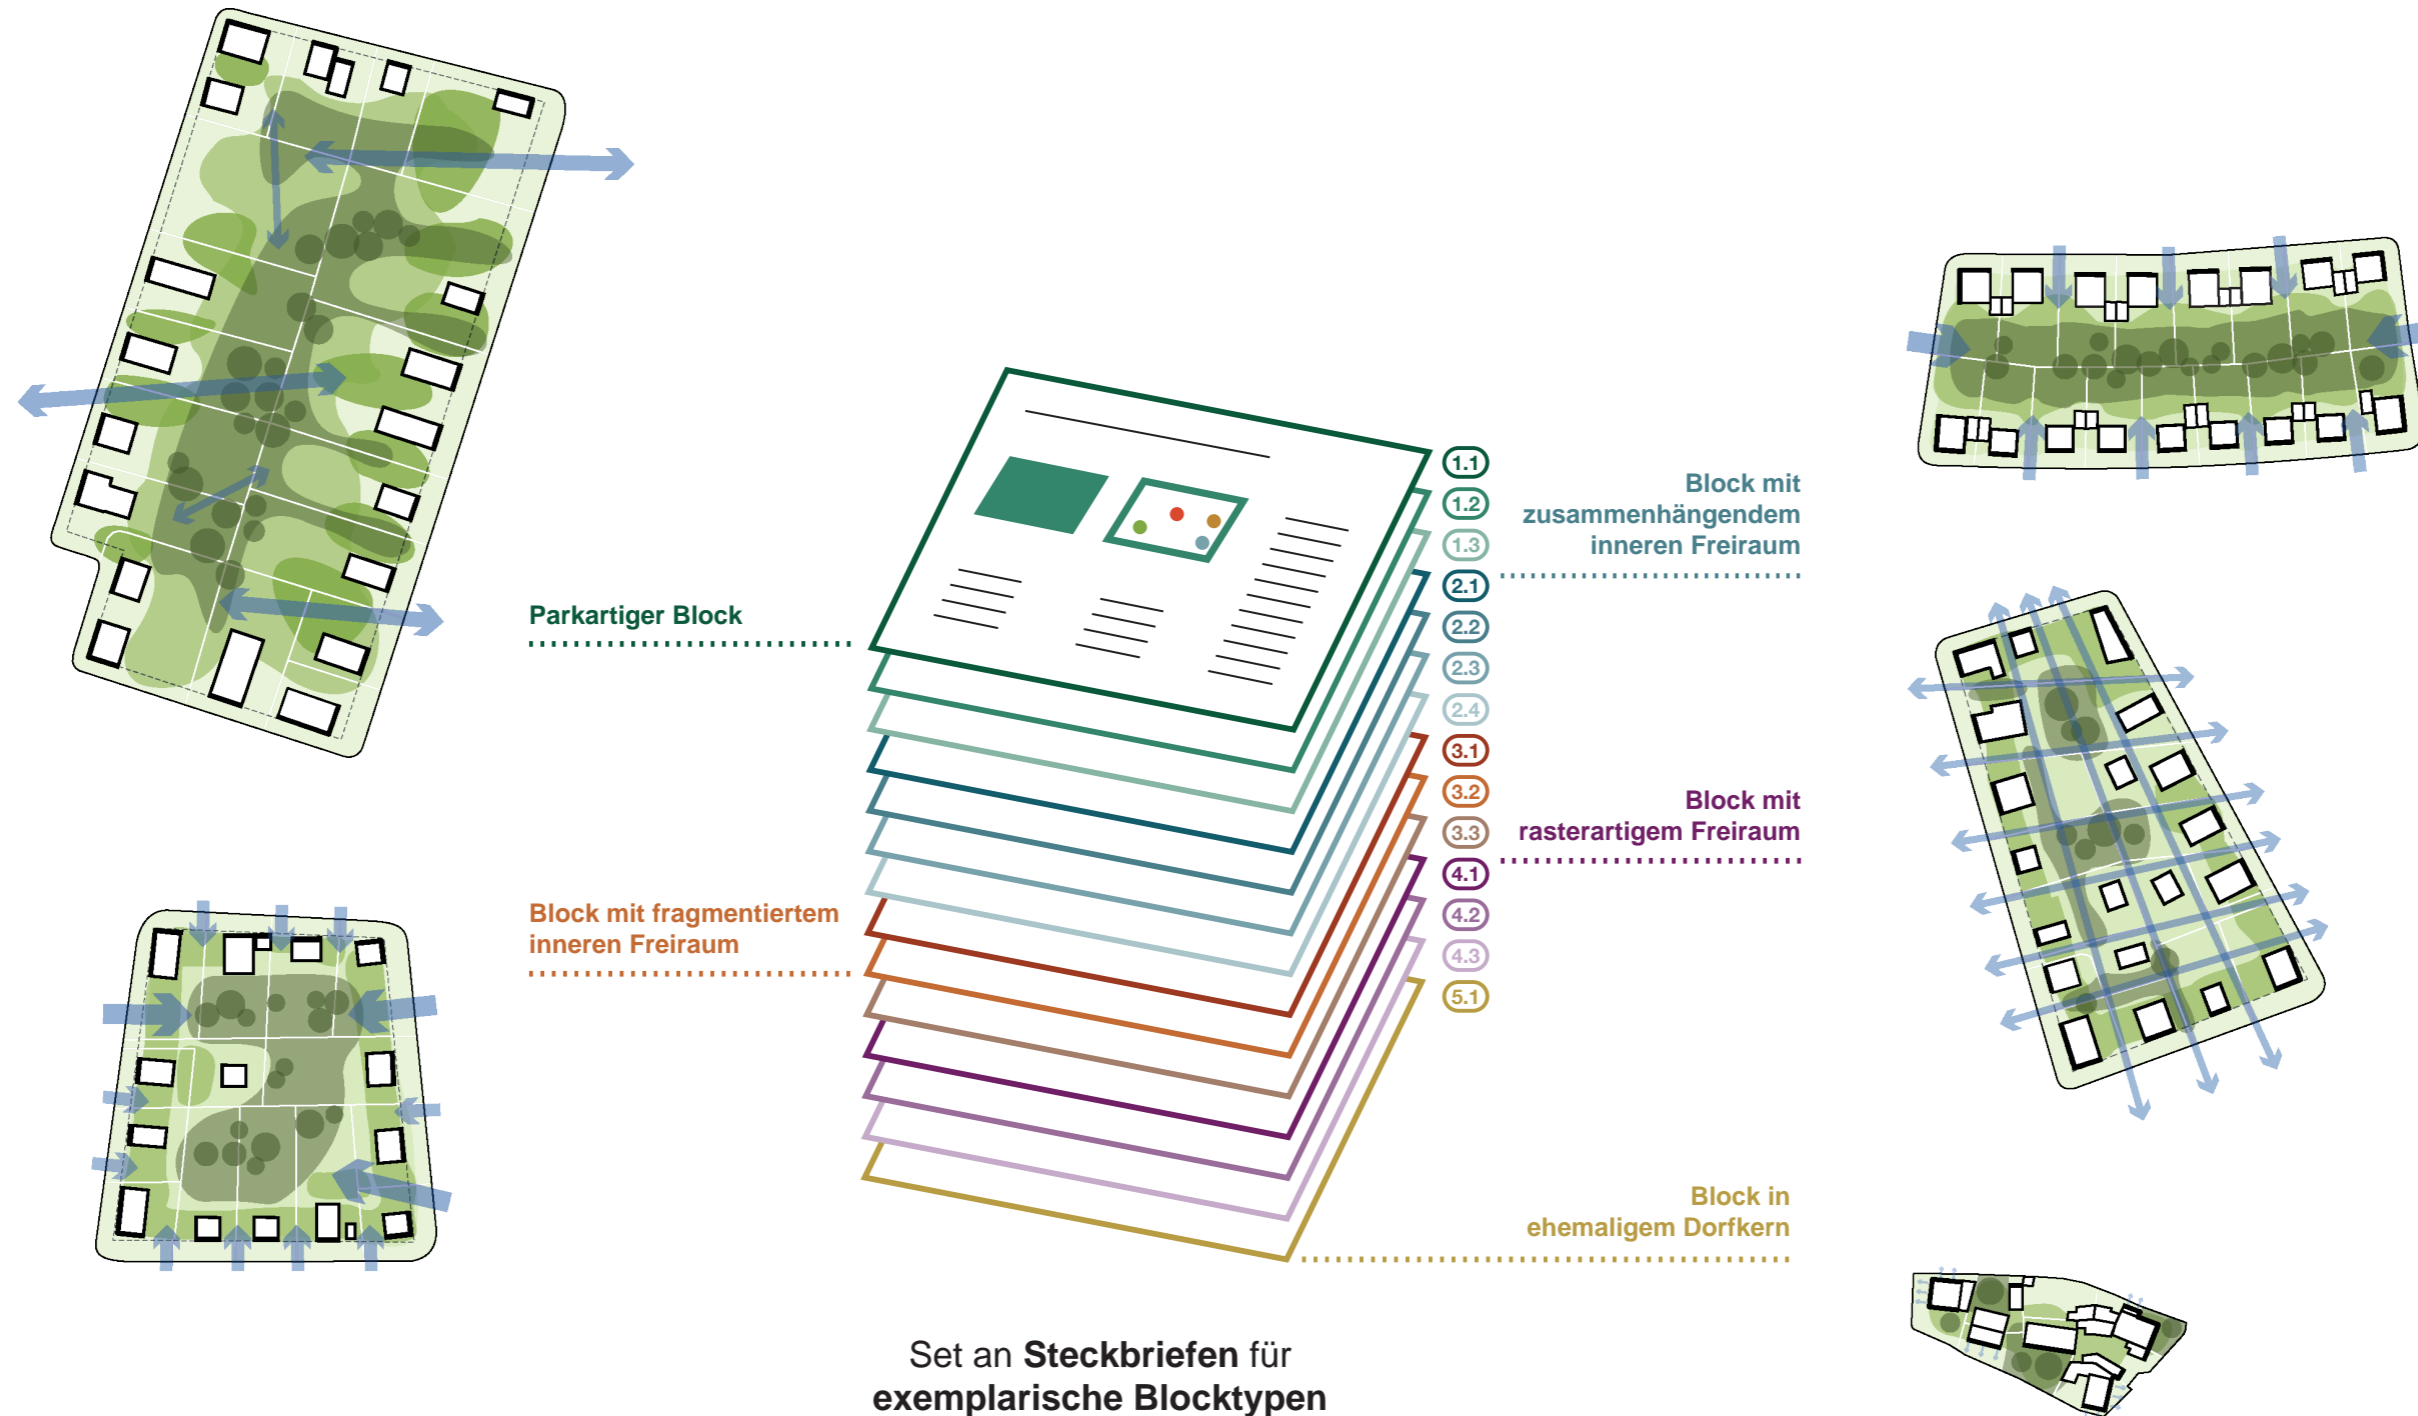 Parkartiger Block
Block mit fragmentiertem
inneren Freiraum
1.1
1.2
1.3
2.1
2.2
2.3
2.4
3.1
3.2
3.3
4.1
4.2
4.3
5.1
Block mit
zusammenhängendem
inneren Freiraum
Block mit
rasterartigem Freiraum
Block in
ehemaligem Dorfkern
Set an Steckbriefen für
exemplarische Blocktypen